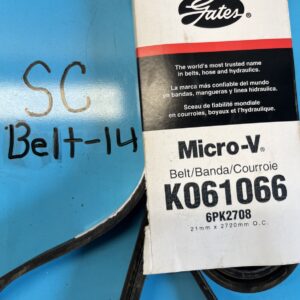 Gates
The world's most trusted name
in belts, hose and hydraulics.
La marca más confiable del mundo
en bandas, mangueras y línea hidráulica.
Sceau de fiabilité mondiale
en courroies, boyaux et l'hydraulique.
SC
Belt-14
Micro-V®
Belt/Banda/Courroie
K061066
6PK2708
21mm x 2720mm O.C.